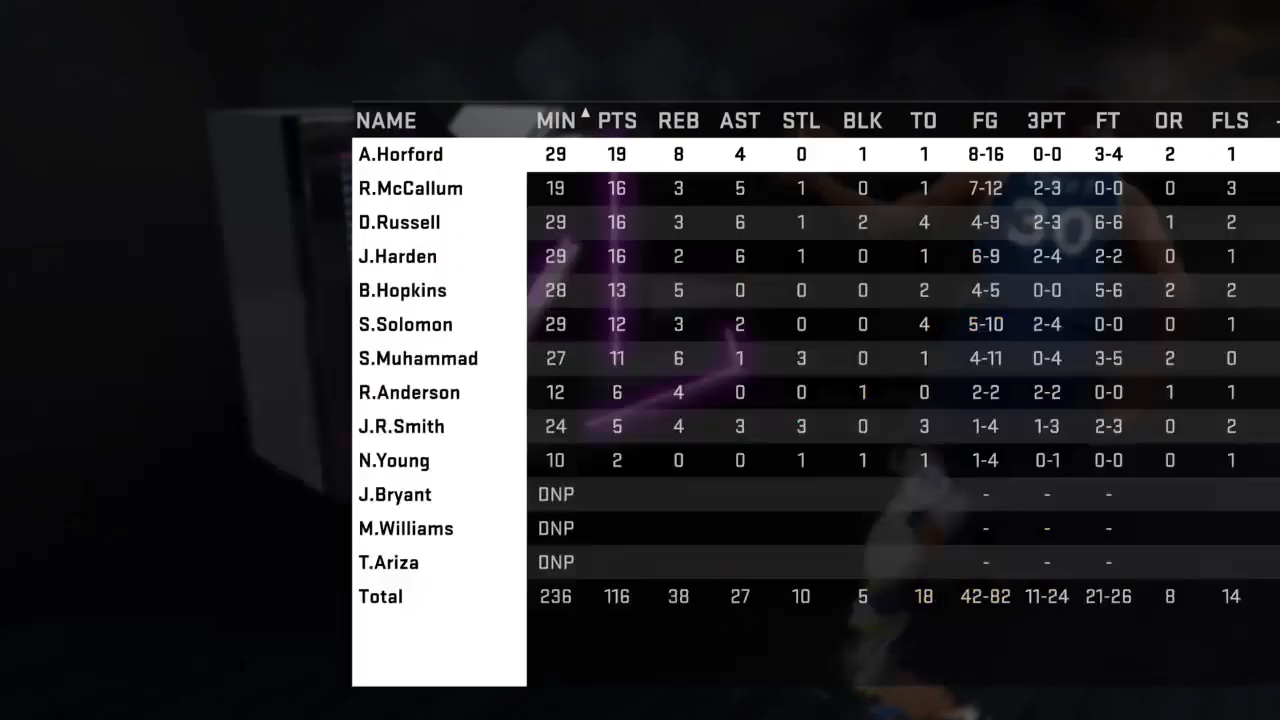 NAME MIN ▲ PTS REB AST STL BLK TO FG 3PT FT OR FLS
A.Horford 29 19 8 4 0 1 1 8-16 0-0 3-4 2 1
R.McCallum 19 16 3 5 1 0 1 7-12 2-3 0-0 0 3
D.Russell 29 16 3 6 1 2 4 4-9 2-3 6-6 1 2
J.Harden 29 16 2 6 1 0 1 6-9 2-4 2-2 0 1
B.Hopkins 28 13 5 0 0 0 2 4-5 0-0 5-6 2 2
S.Solomon 29 12 3 2 0 0 4 5-10 2-4 0-0 0 1
S.Muhammad 27 11 6 1 3 0 1 4-11 0-4 3-5 2 0
R.Anderson 12 6 4 0 0 1 0 2-2 2-2 0-0 1 1
J.R.Smith 24 5 4 3 3 0 3 1-4 1-3 2-3 0 2
N.Young 10 2 0 0 1 1 1 1-4 0-1 0-0 0 1
J.Bryant DNP - - -
M.Williams DNP - - -
T.Ariza DNP - - -
Total 236 116 38 27 10 5 18 42-82 11-24 21-26 8 14
30